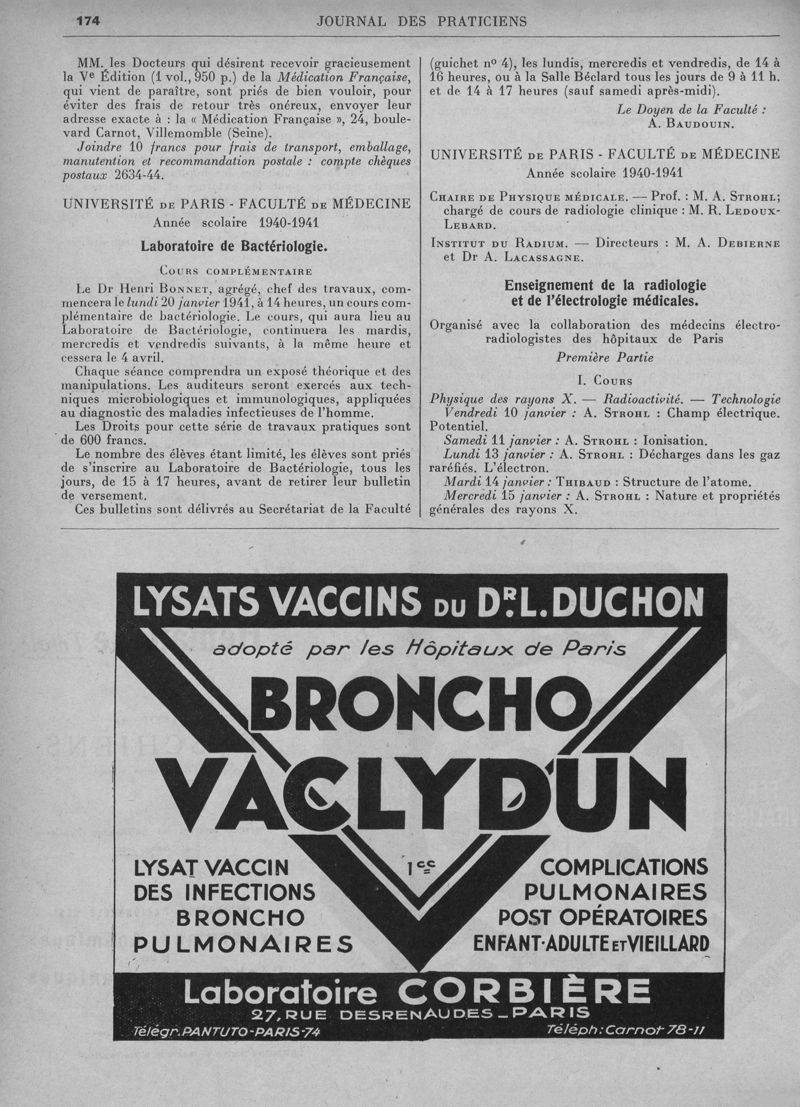 174
JOURNAL DES PRATICIENS
MM. les Docteurs qui désirent recevoir gracieusement
la Ve Édition (1 vol., 950 p.) de la Médication Française,
qui vient de paraître, sont priés de bien vouloir, pour
éviter des frais de retour très onéreux, envoyer leur
adresse exacte à : la « Médication Française », 24, boule-
vard Carnot, Villemomble (Seine).
Joindre 10 francs pour frais de transport, emballage,
manutention et recommandation postale : compte chèques
postaux 2634-44.
UNIVERSITÉ DE PARIS - FACULTÉ DE MÉDECINE
Année scolaire 1940-1941
Laboratoire de Bactériologie.
COURS COMPLÉMENTAIRE
Le Dr Henri BONNET, agrégé, chef des travaux, com-
mencera le lundi 20 janvier 1941, à 14 heures, un cours com-
plémentaire de bactériologie. Le cours, qui aura lieu au
Laboratoire de Bactériologie, continuera les mardis,
mercredis et vendredis suivants, à la même heure et
cessera le 4 avril.
Chaque séance comprendra un exposé théorique et des
manipulations. Les auditeurs seront exercés aux tech-
niques microbiologiques et immunologiques, appliquées
au diagnostic des maladies infectieuses de l'homme.
Les Droits pour cette série de travaux pratiques sont
de 600 francs.
Le nombre des élèves étant limité, les élèves sont priés
de s'inscrire au Laboratoire de Bactériologie, tous les
jours, de 15 à 17 heures, avant de retirer leur bulletin
de versement.
Ces bulletins sont délivrés au Secrétariat de la Faculté
(guichet nº 4), les lundis, mercredis et vendredis, de 14 à
16 heures, ou à la Salle Béclard tous les jours de 9 à 11 h.
et de 14 à 17 heures (sauf samedi après-midi).
Le Doyen de la Faculté :
A. BAUDOUIN.
UNIVERSITÉ DE PARIS - FACULTÉ DE MÉDECINE
Année scolaire 1940-1941
CHAIRE DE PHYSIQUE MÉDICALE. — Prof. : M. A. STROHL;
chargé de cours de radiologie clinique : M. R. LEDOUX-
LEBARD.
INSTITUT DU RADIUM. — Directeurs : M. A. DEBIERNE
et Dr A. LACASSAGNE.
Enseignement de la radiologie
et de l'électrologie médicales.
Organisé avec la collaboration des médecins électro-
radiologistes des hôpitaux de Paris
Première Partie
I. COURS
Physique des rayons X. — Radioactivité. — Technologie
Vendredi 10 janvier : A. STROHL : Champ électrique.
Potentiel.
Samedi 11 janvier : A. STROHL : Ionisation.
Lundi 13 janvier : A. STROHL : Décharges dans les gaz
raréfiés. L'électron.
Mardi 14 janvier : THIBAUD : Structure de l'atome.
Mercredi 15 janvier : A. STROHL : Nature et propriétés
générales des rayons X.
LYSATS VACCINS DU DR. L. DUCHON
adopté par les Hôpitaux de Paris
BRONCHO
VACLYDUN
1cc
LYSAT VACCIN
DES INFECTIONS
BRONCHO
PULMONAIRES
COMPLICATIONS
PULMONAIRES
POST OPÉRATOIRES
ENFANT-ADULTE ET VIEILLARD
Laboratoire CORBIÈRE
27, RUE DESRENAUDES - PARIS
Télégr. PANTUTO-PARIS-74
Téléph : Carnot 78-11